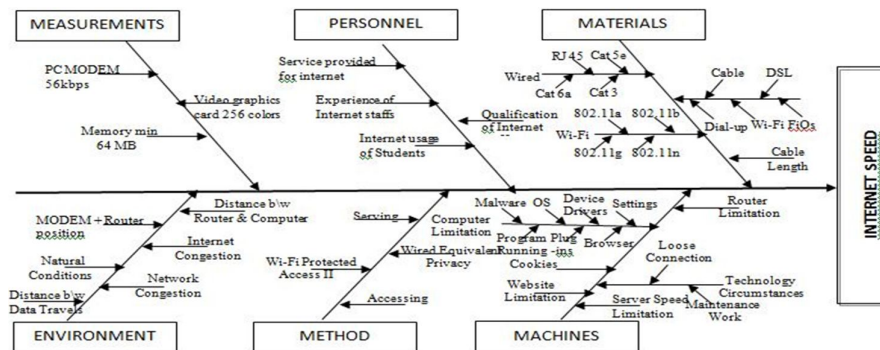 MEASUREMENTS
PERSONNEL
MATERIALS
PC MODEM
56kbps
Video graphics
card 256 colors
Memory min
64 MB
Service provided
for internet
Experience of
Internet staffs
Qualification
of Internet
Internet usage
of Students
RJ45
Cat 5e
Wired
Cat 6a
Cat 3
802.11a
802.11b
Wi-Fi
802.11g
802.11n
Cable
DSL
Dial-up
Wi-Fi FiOs
Cable
Length
INTERNET SPEED
MODEM + Router
position
Distance b\w
Router & Computer
Internet
Congestion
Natural
Conditions
Network
Congestion
Distance b\w
Data Travels
Serving
Wired Equivalent
Privacy
Wi-Fi Protected
Access II
Accessing
Malware
OS
Device
Drivers
Settings
Computer
Limitation
Program
Running
Plug
-ins
Browser
Router
Limitation
Cookies
Loose
Connection
Website
Limitation
Technology
Circumstances
Server Speed
Limitation
Maintenance
Work
ENVIRONMENT
METHOD
MACHINES